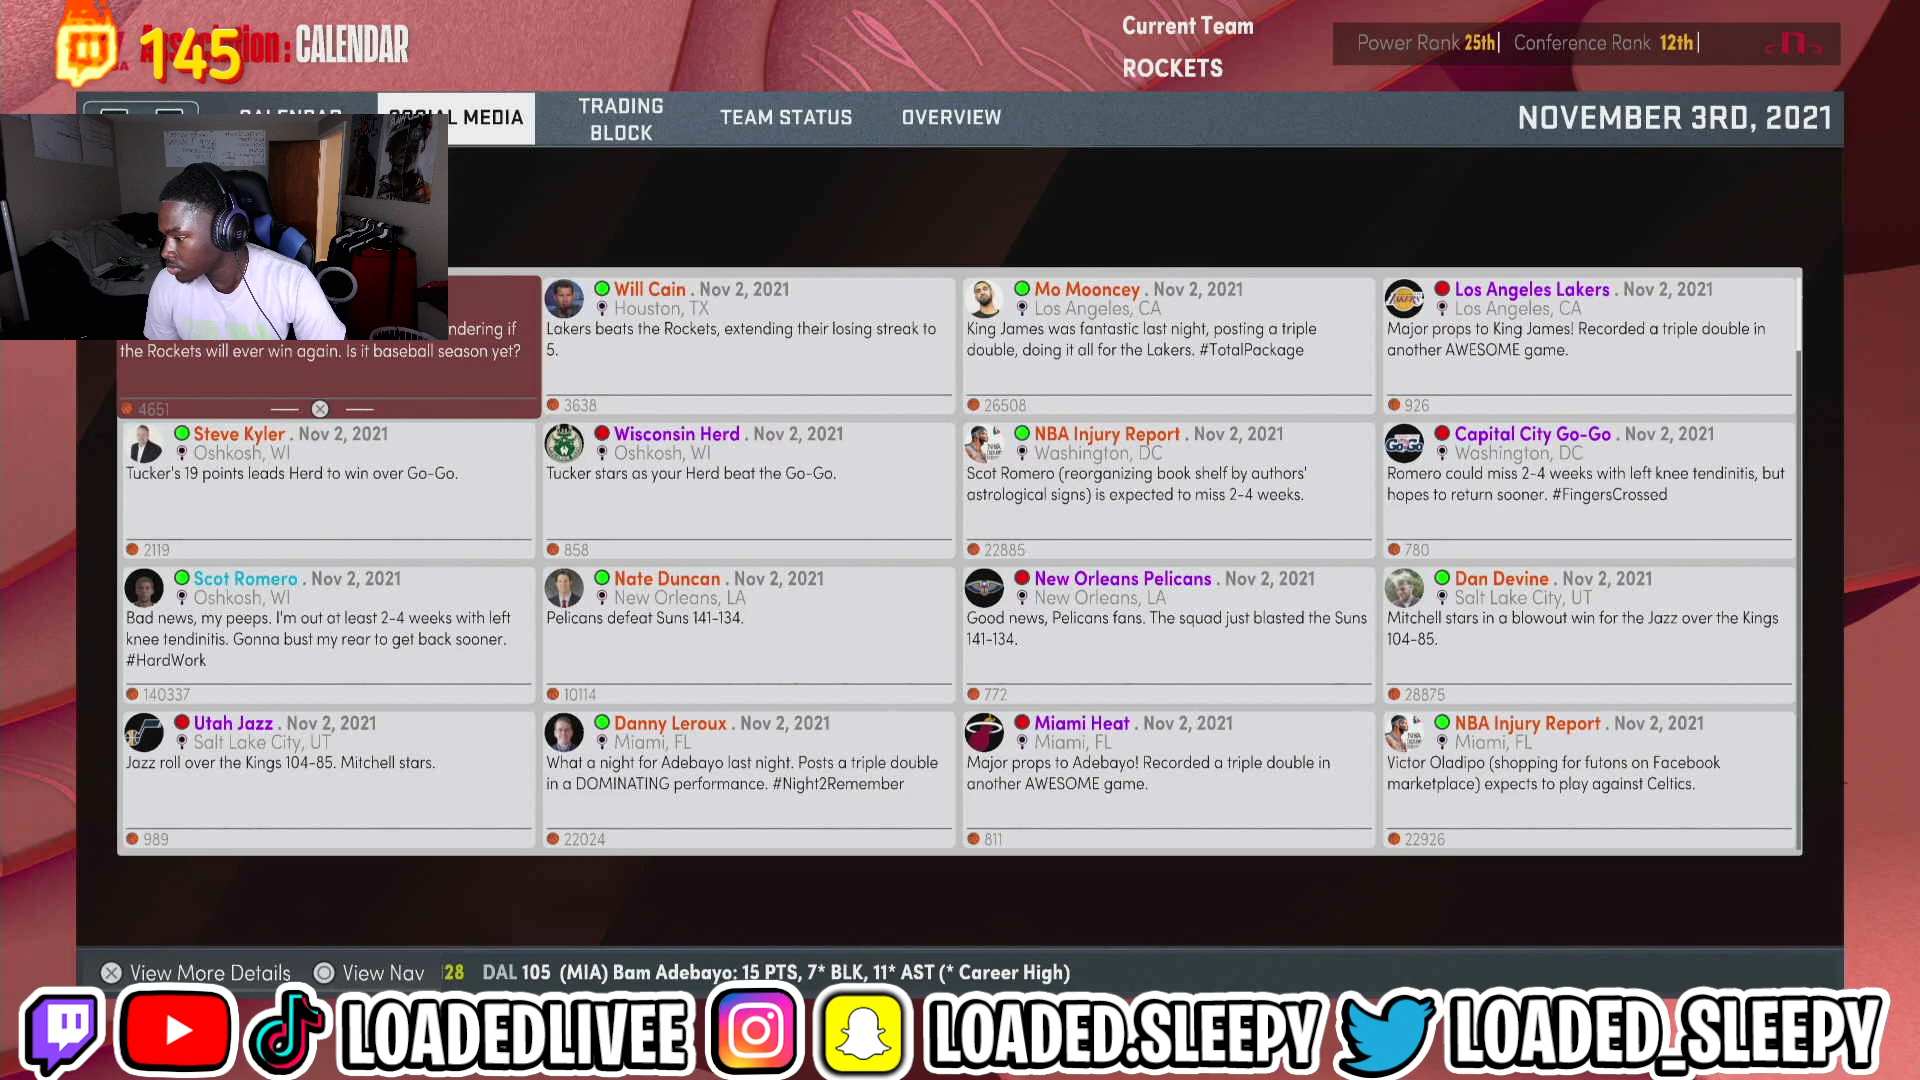 145
: CALENDAR
Current Team
ROCKETS
Power Rank 25th| Conference Rank 12th|
L MEDIA
TRADING
BLOCK
TEAM STATUS
OVERVIEW
NOVEMBER 3RD, 2021
ndering if
the Rockets will ever win again. Is it baseball season yet?
4651
Will Cain . Nov 2, 2021
Houston, TX
Lakers beats the Rockets, extending their losing streak to
5.
3638
Mo Mooncey . Nov 2, 2021
Los Angeles, CA
King James was fantastic last night, posting a triple
double, doing it all for the Lakers. #TotalPackage
26508
Los Angeles Lakers . Nov 2, 2021
Los Angeles, CA
Major props to King James! Recorded a triple double in
another AWESOME game.
926
Steve Kyler . Nov 2, 2021
Oshkosh, WI
Tucker's 19 points leads Herd to win over Go-Go.
2119
Wisconsin Herd . Nov 2, 2021
Oshkosh, WI
Tucker stars as your Herd beat the Go-Go.
858
NBA Injury Report . Nov 2, 2021
Washington, DC
Scot Romero (reorganizing book shelf by authors'
astrological signs) is expected to miss 2-4 weeks.
22885
Capital City Go-Go . Nov 2, 2021
Washington, DC
Romero could miss 2-4 weeks with left knee tendinitis, but
hopes to return sooner. #FingersCrossed
780
Scot Romero . Nov 2, 2021
Oshkosh, WI
Bad news, my peeps. I'm out at least 2-4 weeks with left
knee tendinitis. Gonna bust my rear to get back sooner.
#HardWork
140337
Nate Duncan . Nov 2, 2021
New Orleans, LA
Pelicans defeat Suns 141-134.
10114
New Orleans Pelicans . Nov 2, 2021
New Orleans, LA
Good news, Pelicans fans. The squad just blasted the Suns
141-134.
772
Dan Devine . Nov 2, 2021
Salt Lake City, UT
Mitchell stars in a blowout win for the Jazz over the Kings
104-85.
28875
Utah Jazz . Nov 2, 2021
Salt Lake City, UT
Jazz roll over the Kings 104-85. Mitchell stars.
989
Danny Leroux . Nov 2, 2021
Miami, FL
What a night for Adebayo last night. Posts a triple double
in a DOMINATING performance. #Night2Remember
22024
Miami Heat . Nov 2, 2021
Miami, FL
Major props to Adebayo! Recorded a triple double in
another AWESOME game.
811
NBA Injury Report . Nov 2, 2021
Miami, FL
Victor Oladipo (shopping for futons on Facebook
marketplace) expects to play against Celtics.
22926
View More Details View Nav 28 DAL 105 (MIA) Bam Adebayo: 15 PTS, 7* BLK, 11* AST (* Career High)
LOADEDLIVEE LOADED.SLEEPY LOADED_SLEEPY